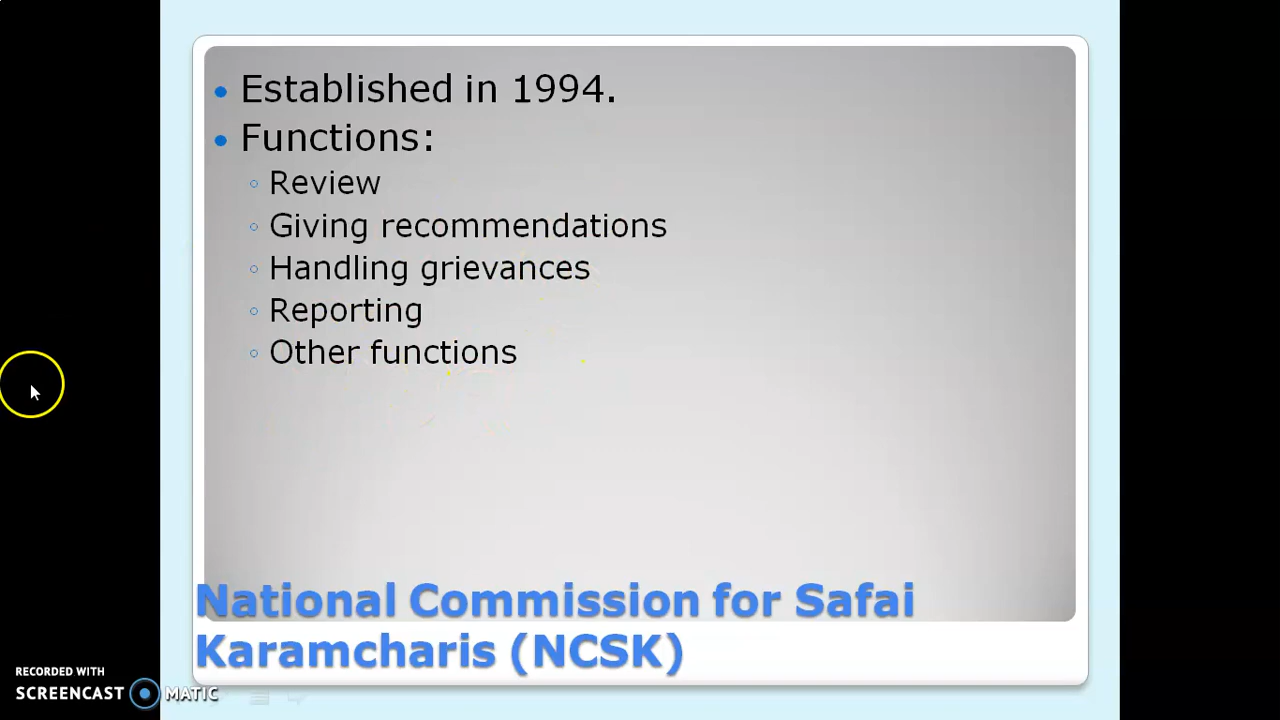 Established in 1994.
Functions:
Review
Giving recommendations
Handling grievances
Reporting
Other functions
National Commission for Safai
Karamcharis (NCSK)
RECORDED WITH
SCREENCAST MATIC